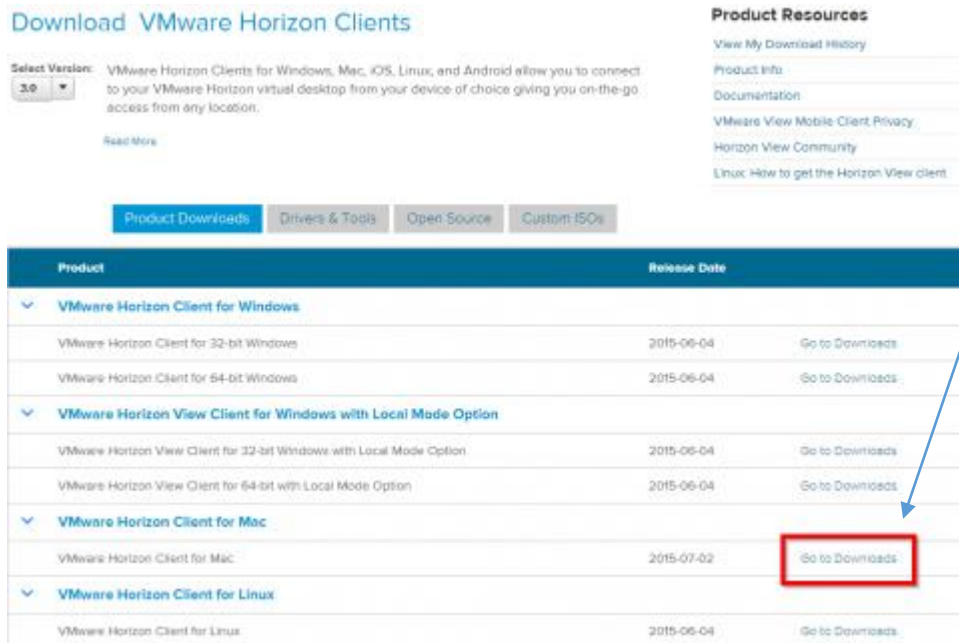 Download VMware Horizon Clients
Product Resources
View My Download History
Product Info
Documentation
VMware View Mobile Client Privacy
Horizon View Community
Linux: How to get the Horizon View client
Select Version:
3.0
VMware Horizon Clients for Windows, Mac, iOS, Linux, and Android allow you to connect
to your VMware Horizon virtual desktop from your device of choice giving you on-the-go
access from any location.
Read More
Product Downloads Drivers & Tools Open Source Custom ISOs
Product Release Date
VMware Horizon Client for Windows
VMware Horizon Client for 32-bit Windows 2015-06-04 Go to Downloads
VMware Horizon Client for 64-bit Windows 2015-06-04 Go to Downloads
VMware Horizon View Client for Windows with Local Mode Option
VMware Horizon View Client for 32-bit Windows with Local Mode Option 2015-06-04 Go to Downloads
VMware Horizon View Client for 64-bit with Local Mode Option 2015-06-04 Go to Downloads
VMware Horizon Client for Mac
VMware Horizon Client for Mac 2015-07-02 Go to Downloads
VMware Horizon Client for Linux
VMware Horizon Client for Linux 2015-06-04 Go to Downloads